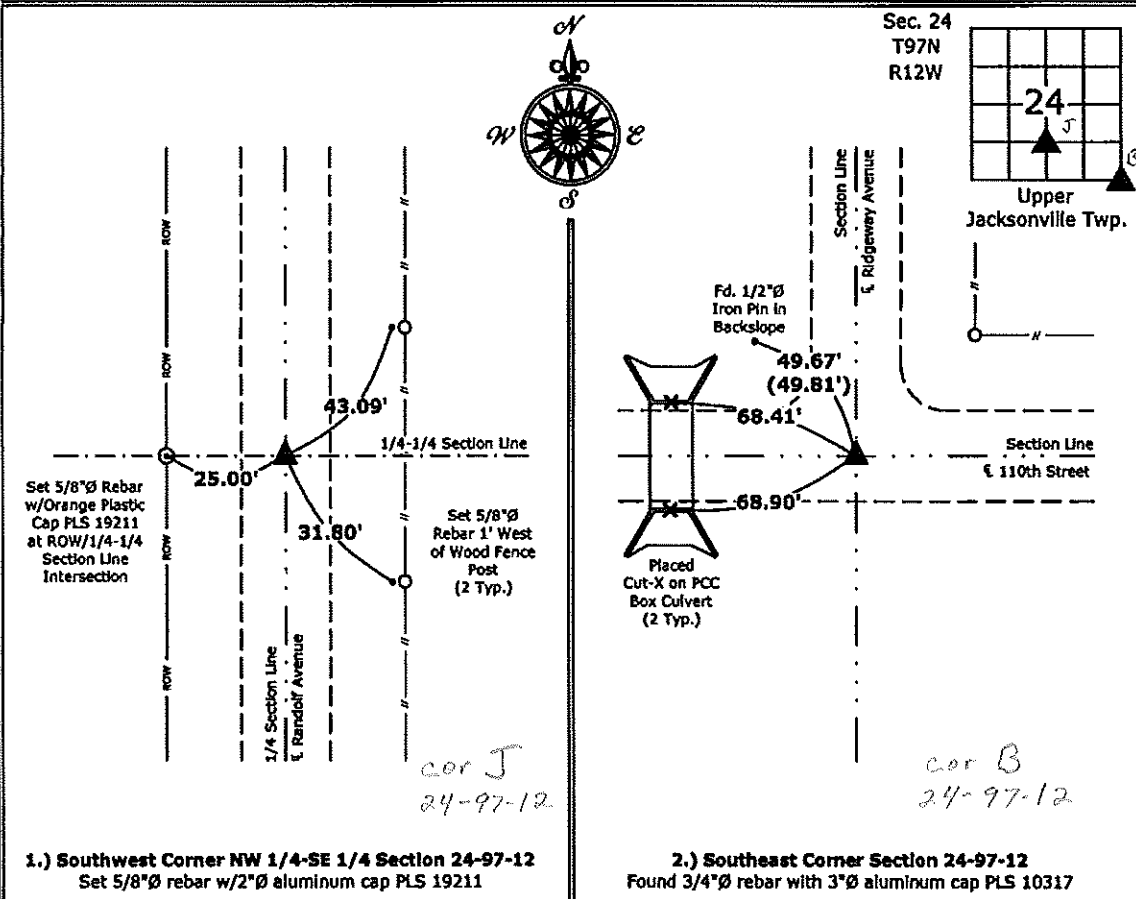 N
W
E
S
Sec. 24
T97N
R12W
24
J
B
Upper
Jacksonville Twp.
ROW
ROW
ROW
ROW
43.09'
1/4-1/4 Section Line
25.00'
31.80'
Set 5/8"Ø Rebar
w/Orange Plastic
Cap PLS 19211
at ROW/1/4-1/4
Section Line
Intersection
Set 5/8"Ø
Rebar 1' West
of Wood Fence
Post
(2 Typ.)
1/4 Section Line
℄ Randolf Avenue
cor J
24-97-12
1.) Southwest Corner NW 1/4-SE 1/4 Section 24-97-12
Set 5/8"Ø rebar w/2"Ø aluminum cap PLS 19211
Section Line
℄ Ridgeway Avenue
Fd. 1/2"Ø
Iron Pin in
Backslope
49.67'
(49.81')
68.41'
Section Line
℄ 110th Street
68.90'
Placed
Cut-X on PCC
Box Culvert
(2 Typ.)
cor B
24-97-12
2.) Southeast Corner Section 24-97-12
Found 3/4"Ø rebar with 3"Ø aluminum cap PLS 10317